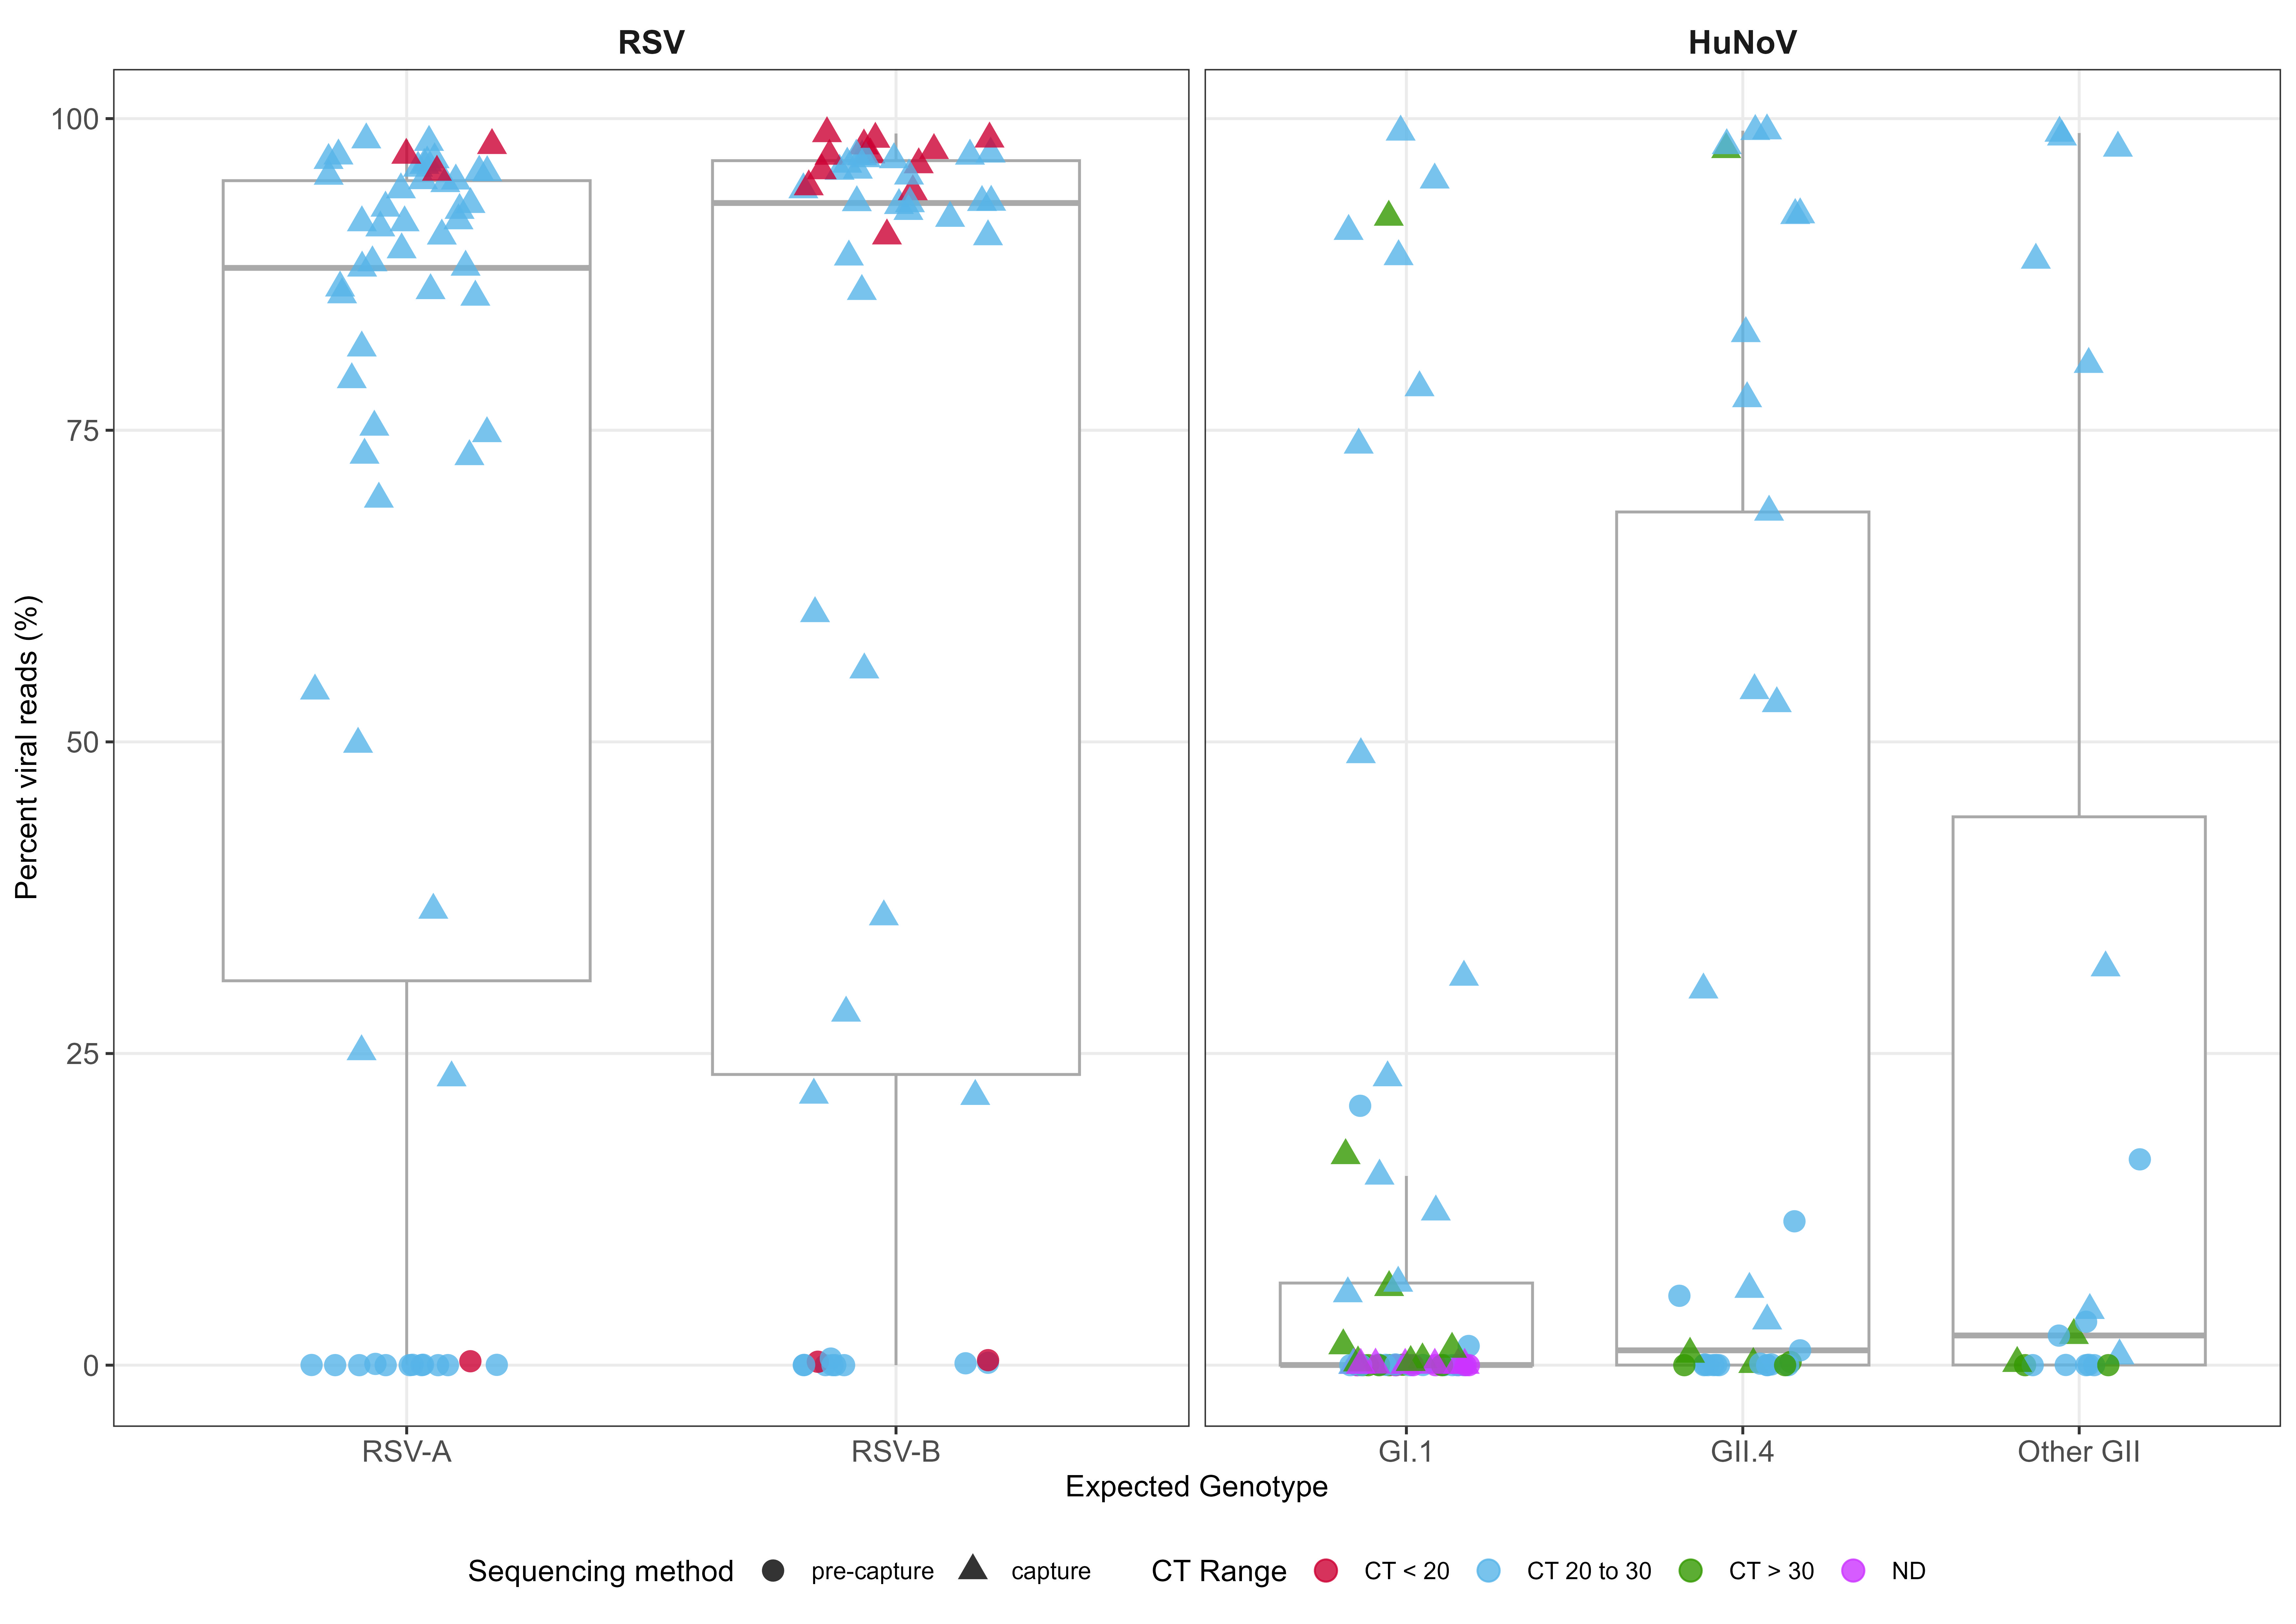 RSV
HuNoV
Percent viral reads (%)
100
75
50
25
0
RSV-A
RSV-B
GI.1
GII.4
Other GII
Expected Genotype
Sequencing method pre-capture capture CT Range CT < 20 CT 20 to 30 CT > 30 ND